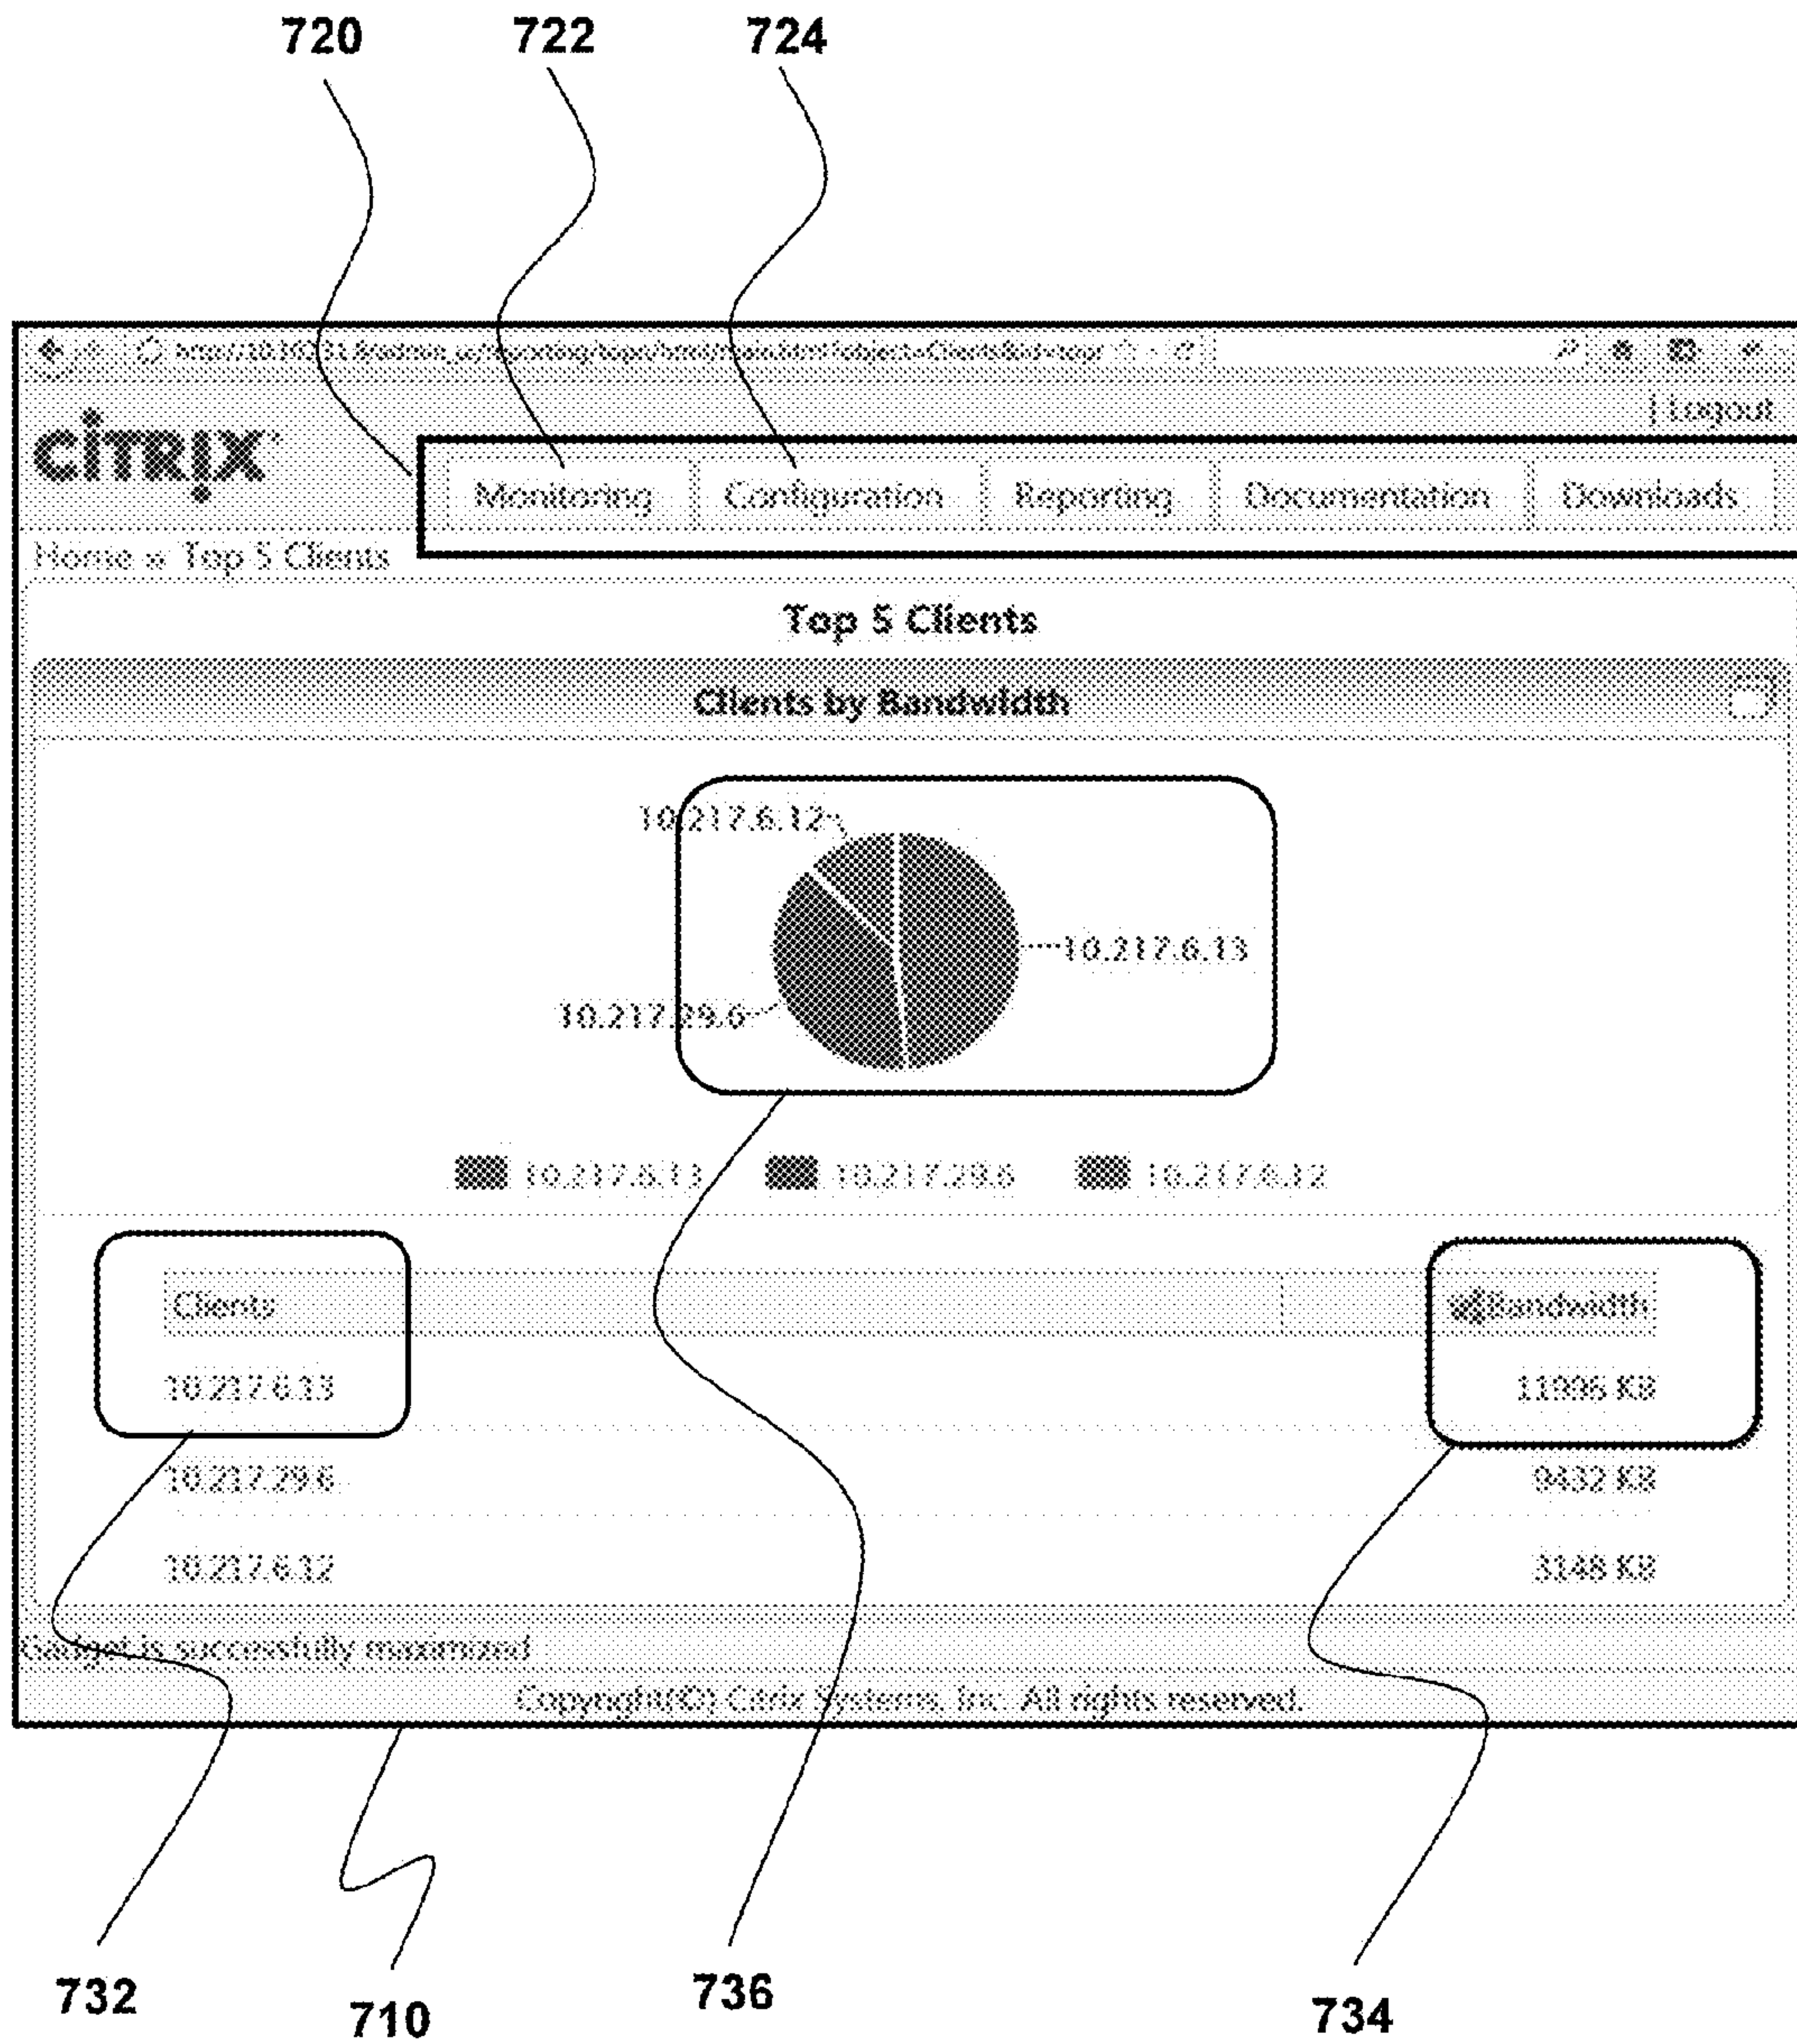 720 722 724
| Logout
CiTRIX
Monitoring Configuration Reporting Documentation Downloads
Home » Top 5 Clients
Top 5 Clients
Clients by Bandwidth
10.217.6.12
10.217.6.13
10.217.29.6
10.217.6.13 10.217.29.6 10.217.6.12
Clients Bandwidth
10.217.6.13 11996 KB
10.217.29.6 9432 KB
10.217.6.12 3148 KB
Gadget is successfully maximized
Copyright(©) Citrix Systems, Inc. All rights reserved.
732 710 736 734